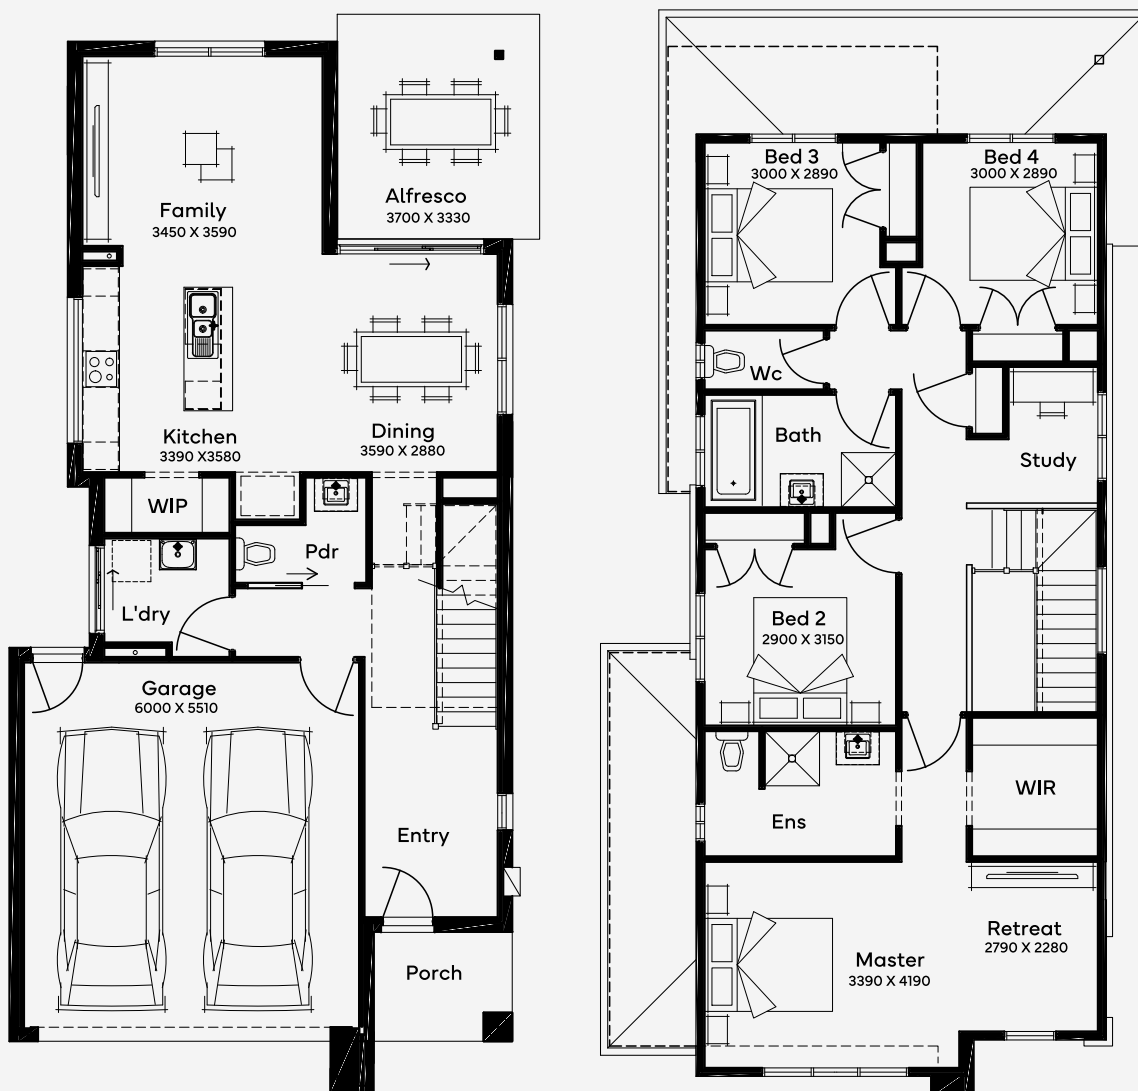 Family
3450 X 3590
Alfresco
3700 X 3330
Kitchen
3390 X3580
Dining
3590 X 2880
WIP
Pdr
L'dry
Garage
6000 X 5510
Entry
Porch
Bed 3
3000 X 2890
Bed 4
3000 X 2890
Wc
Bath
Study
Bed 2
2900 X 3150
Ens
WIR
Master
3390 X 4190
Retreat
2790 X 2280